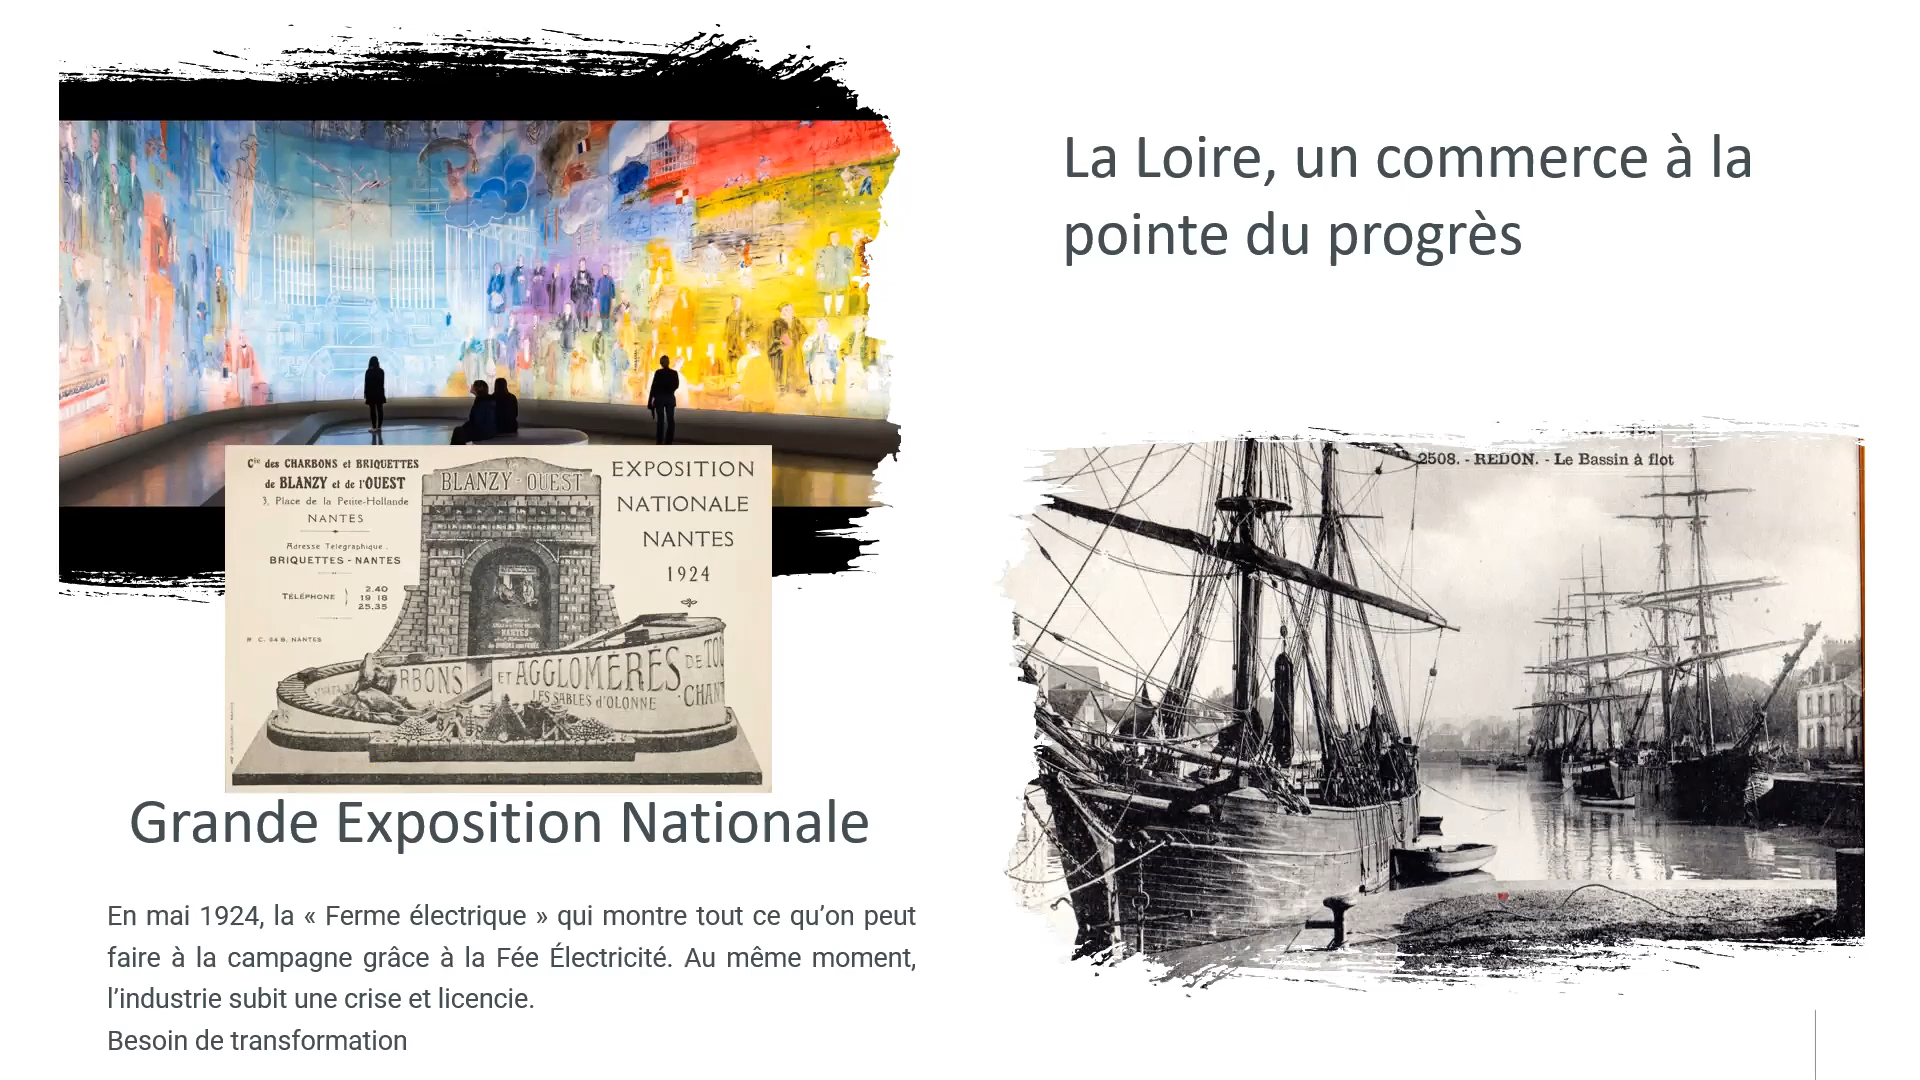 La Loire, un commerce à la
pointe du progrès
Cie des CHARBONS et BRIQUETTES
de BLANZY et de l'OUEST
3, Place de la Petite-Hollande
NANTES
Adresse Télégraphique :
BRIQUETTES - NANTES
TÉLÉPHONE
2.40
19 18
25.35
R. C. 94 B. NANTES
BLANZY-OUEST
EXPOSITION
NATIONALE
NANTES
1924
NANTES
RBONS
ET AGGLOMÉRÉS DE TOU
LES SABLES d'OLONNE
CHAN
2508. - REDON. - Le Bassin à flot
Grande Exposition Nationale
En mai 1924, la « Ferme électrique » qui montre tout ce qu’on peut
faire à la campagne grâce à la Fée Électricité. Au même moment,
l’industrie subit une crise et licencie.
Besoin de transformation